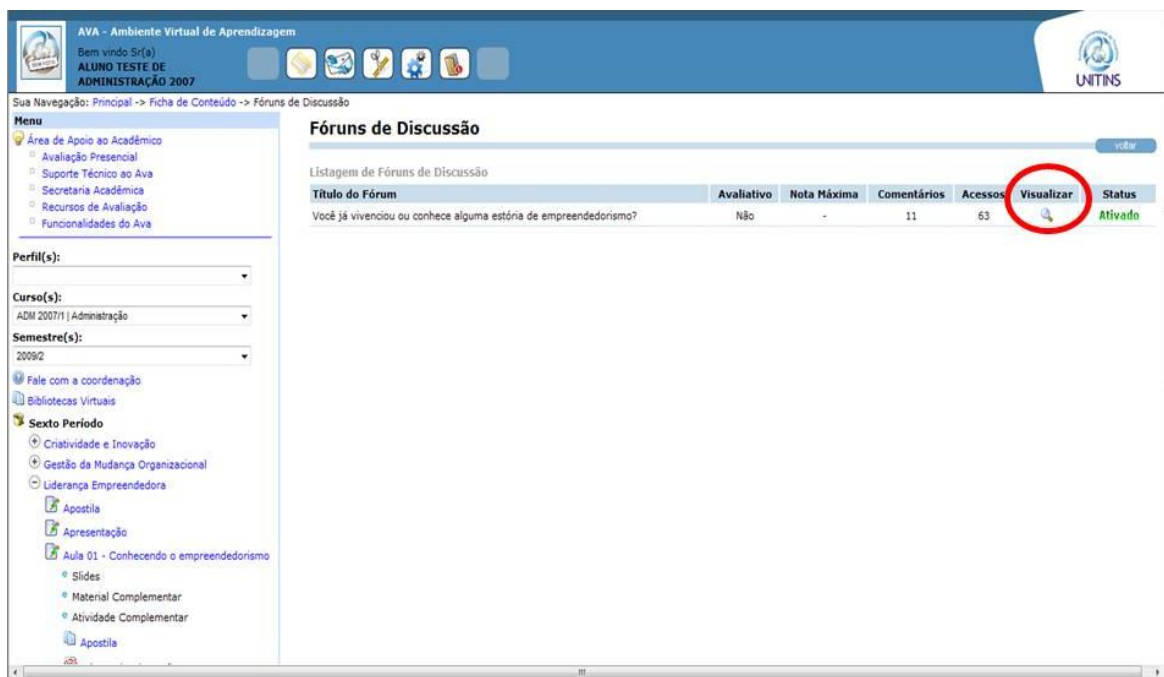 AVA - Ambiente Virtual de Aprendizagem
Bem vindo Sr(a)
ALUNO TESTE DE
ADMINISTRAÇÃO 2007
UNITINS
Sua Navegação: Principal -> Ficha de Conteúdo -> Fóruns de Discussão
Menu
Área de Apoio ao Acadêmico
Avaliação Presencial
Suporte Técnico ao Ava
Secretaria Acadêmica
Recursos de Avaliação
Funcionalidades do Ava
Perfil(s):
Curso(s):
ADM 2007/1 | Administração
Semestre(s):
2009/2
Fale com a coordenação
Bibliotecas Virtuais
Sexto Período
Criatividade e Inovação
Gestão da Mudança Organizacional
Liderança Empreendedora
Apostila
Apresentação
Aula 01 - Conhecendo o empreendedorismo
Slides
Material Complementar
Atividade Complementar
Apostila
Fóruns de Discussão
voltar
Listagem de Fóruns de Discussão
Título do Fórum Avaliativo Nota Máxima Comentários Acessos Visualizar Status
Você já vivenciou ou conhece alguma estória de empreendedorismo? Não - 11 63 Ativado